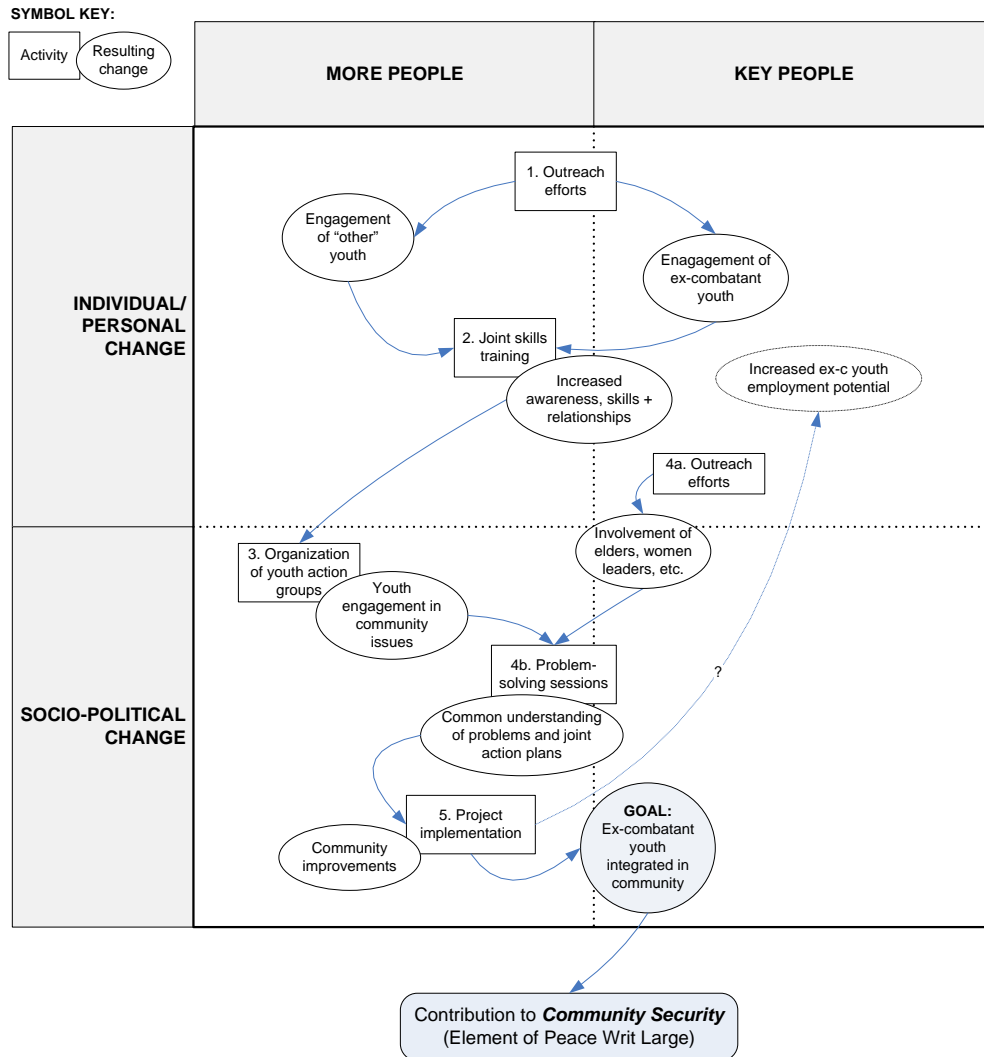 SYMBOL KEY:
Activity
Resulting
change
MORE PEOPLE
KEY PEOPLE
INDIVIDUAL/
PERSONAL
CHANGE
1. Outreach
efforts
Engagement
of “other”
youth
Enagagement of
ex-combatant
youth
2. Joint skills
training
Increased
awareness, skills +
relationships
Increased ex-c youth
employment potential
4a. Outreach
efforts
SOCIO-POLITICAL
CHANGE
Involvement of
elders, women
leaders, etc.
3. Organization
of youth action
groups
Youth
engagement in
community
issues
4b. Problem-
solving sessions
?
Common understanding
of problems and joint
action plans
5. Project
implementation
Community
improvements
GOAL:
Ex-combatant
youth
integrated in
community
Contribution to Community Security
(Element of Peace Writ Large)